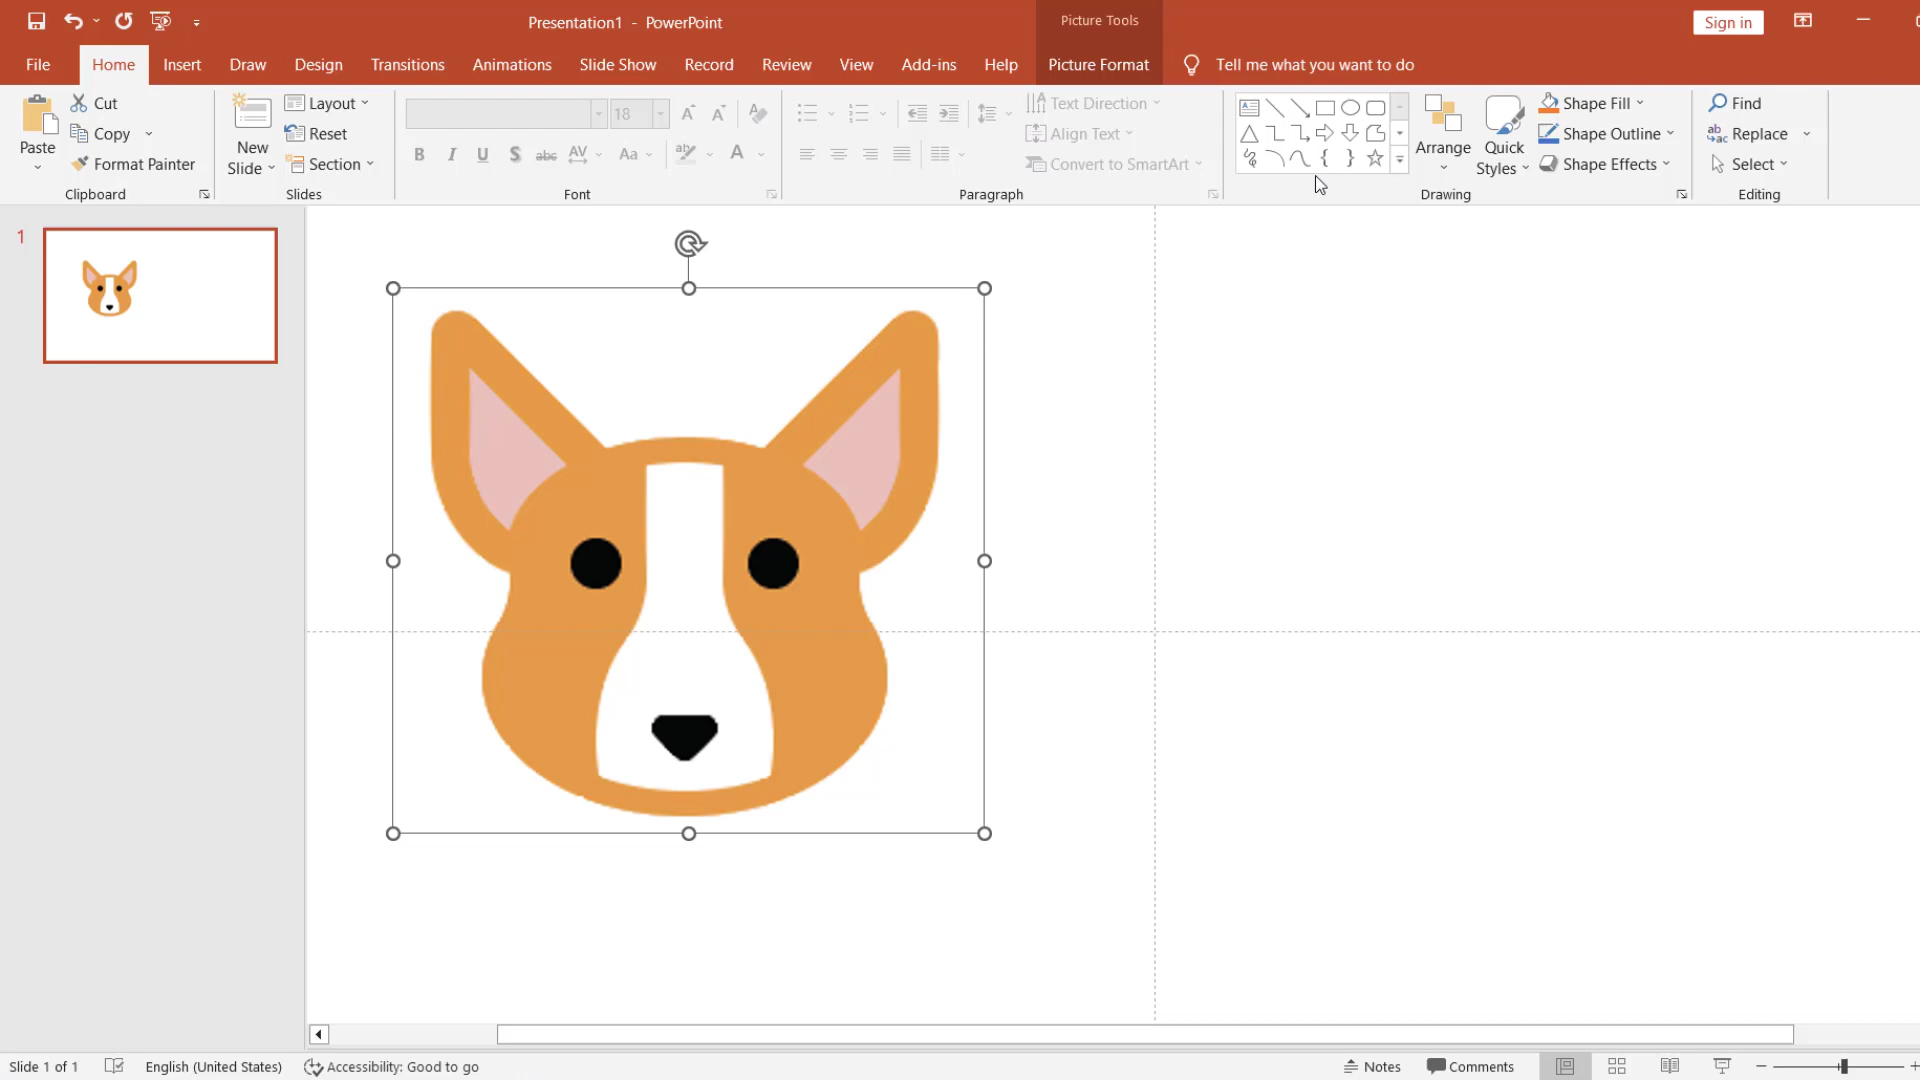 Presentation1 - PowerPoint
Picture Tools
Sign in
File Home Insert Draw Design Transitions Animations Slide Show Record Review View Add-ins Help Picture Format Tell me what you want to do
Paste
Cut
Copy
Format Painter
Clipboard
New
Slide
Layout
Reset
Section
Slides
18
B I U S abc AV Aa ab A
Font
Text Direction
Align Text
Convert to SmartArt
Paragraph
Arrange
Quick
Styles
Shape Fill
Shape Outline
Shape Effects
Drawing
Find
Replace
Select
Editing
1
Slide 1 of 1 English (United States) Accessibility: Good to go Notes Comments